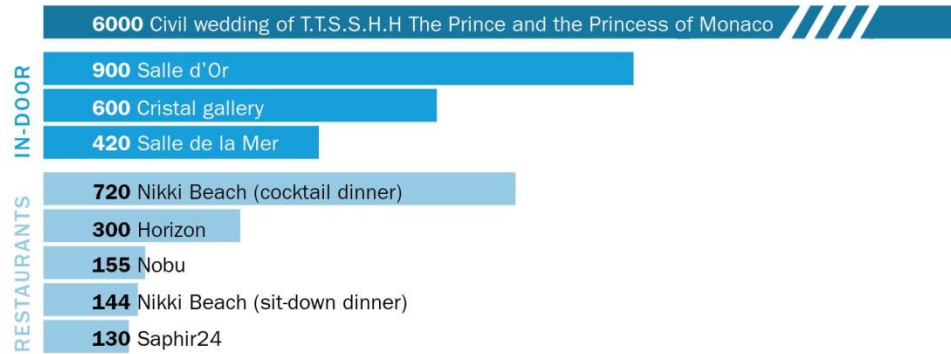 6000 Civil wedding of T.T.S.S.H.H The Prince and the Princess of Monaco
IN-DOOR
900 Salle d'Or
600 Cristal gallery
420 Salle de la Mer
RESTAURANTS
720 Nikki Beach (cocktail dinner)
300 Horizon
155 Nobu
144 Nikki Beach (sit-down dinner)
130 Saphir24